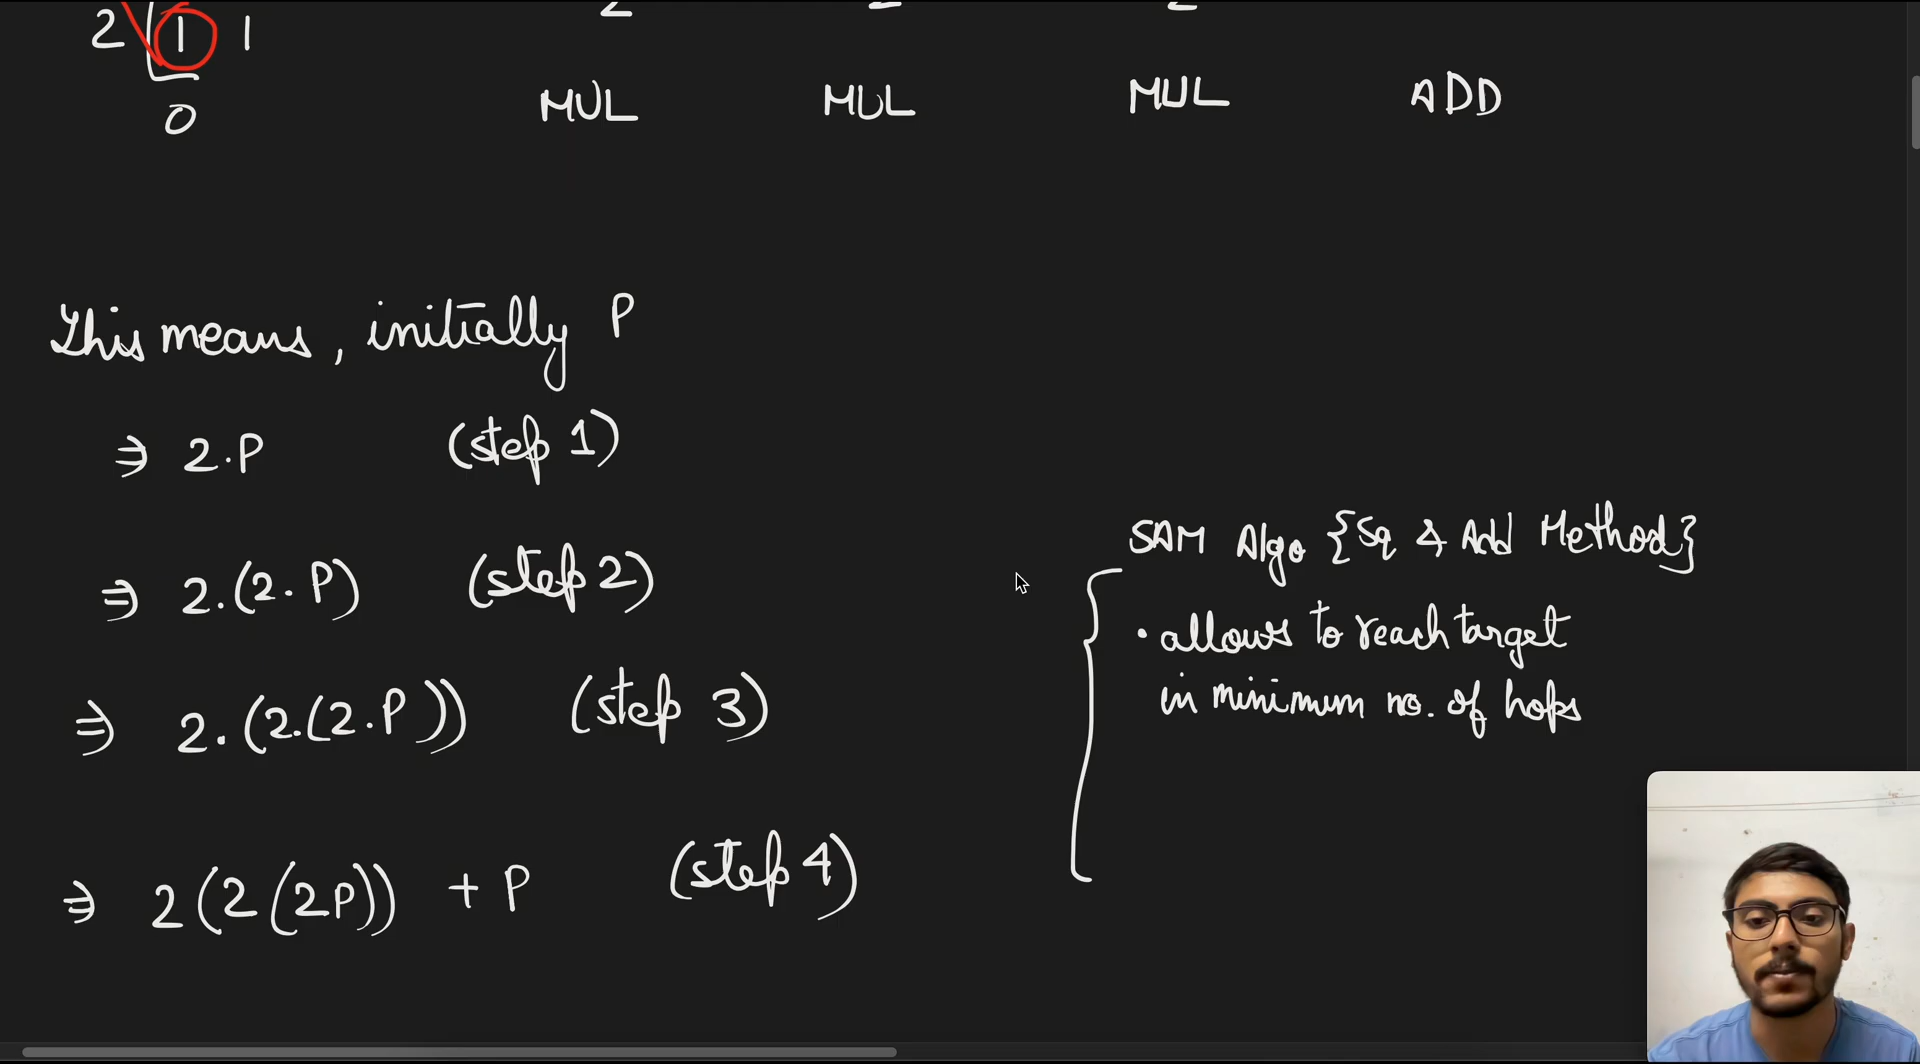 2 1 1
0
MUL MUL MUL ADD
This means, initially P
⇒ 2.P (step 1)
⇒ 2.(2.P) (step 2)
⇒ 2.(2.(2.P)) (step 3)
⇒ 2(2(2P)) + P (step 4)
SAM Algo {Sq & Add Method}
• allows to reach target
in minimum no. of hops